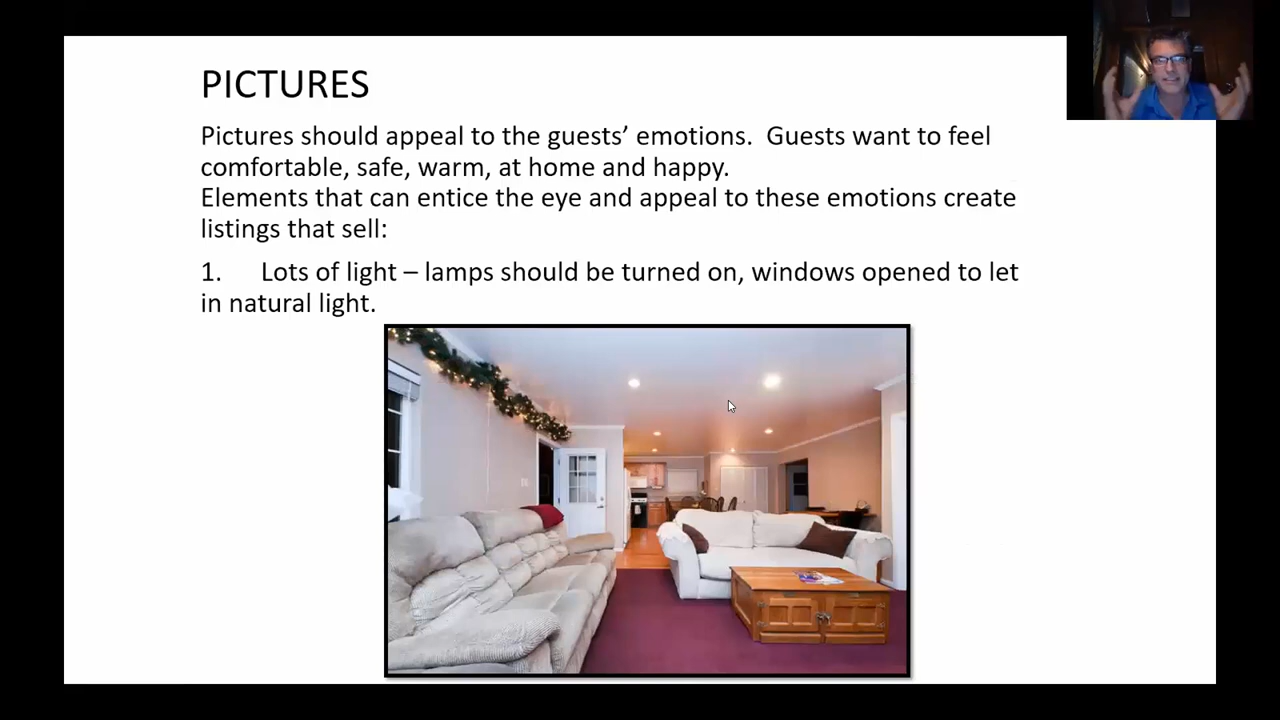 PICTURES
Pictures should appeal to the guests’ emotions.  Guests want to feel
comfortable, safe, warm, at home and happy.
Elements that can entice the eye and appeal to these emotions create
listings that sell:
1. Lots of light – lamps should be turned on, windows opened to let
in natural light.